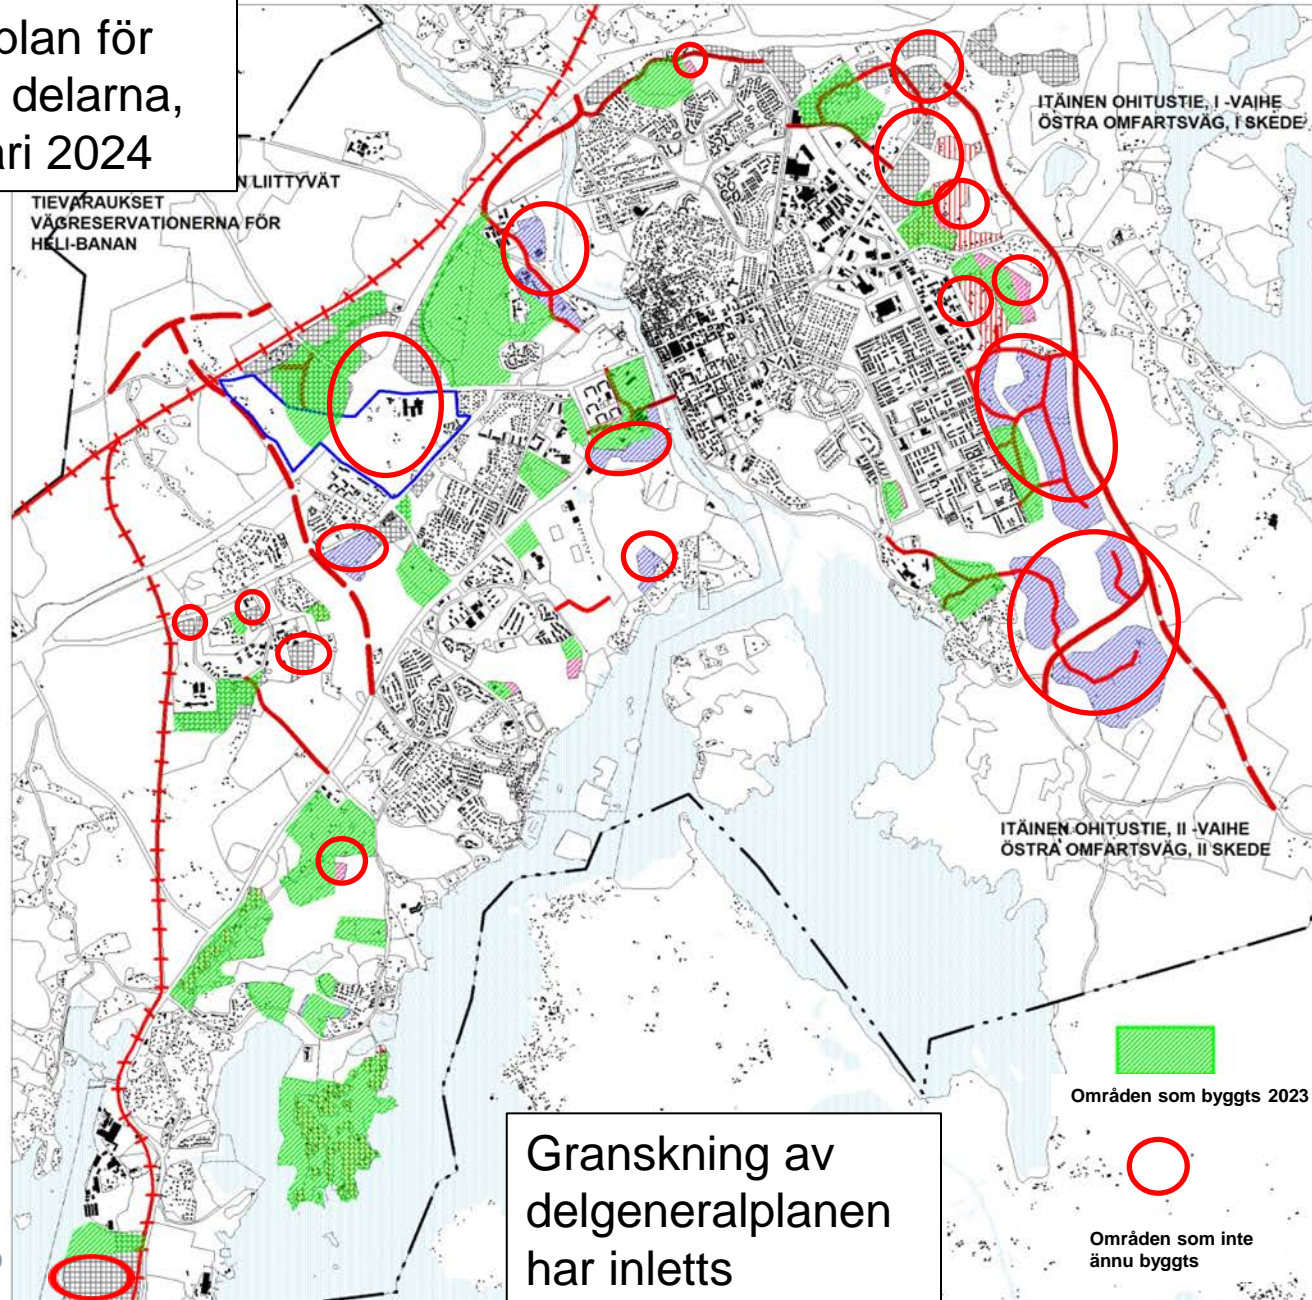 plan för
delarna,
ari 2024
N LIITTYVÄT
TIEVARAUKSET
VÄGRESERVATIONERNA FÖR
HELI-BANAN
ITÄINEN OHITUSTIE, I -VAIHE
ÖSTRA OMFARTSVÄG, I SKEDE
ITÄINEN OHITUSTIE, II -VAIHE
ÖSTRA OMFARTSVÄG, II SKEDE
Områden som byggts 2023
Områden som inte
ännu byggts
Granskning av
delgeneralplanen
har inletts